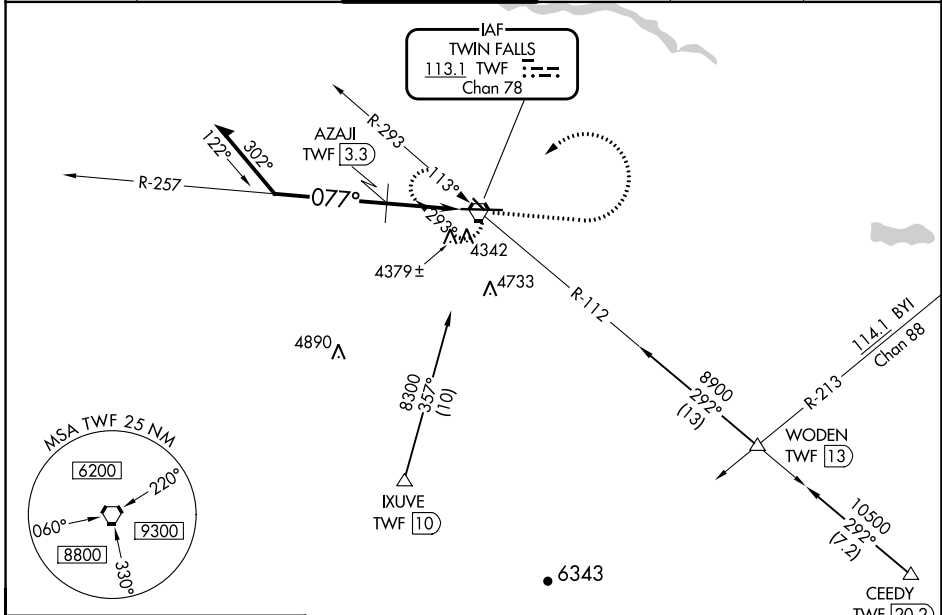 IAF
TWIN FALLS
113.1 TWF
Chan 78
R-293
AZAJI
TWF 3.3
122°
302°
R-257
077°
113°
293°
4342
4379±
4733
R-112
4890
8300
357°
(10)
114.1 BYI
Chan 88
R-213
8900
292°
(13)
WODEN
TWF 13
IXUVE
TWF 10
10500
292°
(7.2)
CEEDY
TWF 20.2
6343
MSA TWF 25 NM
6200
220°
060°
9300
8800
330°